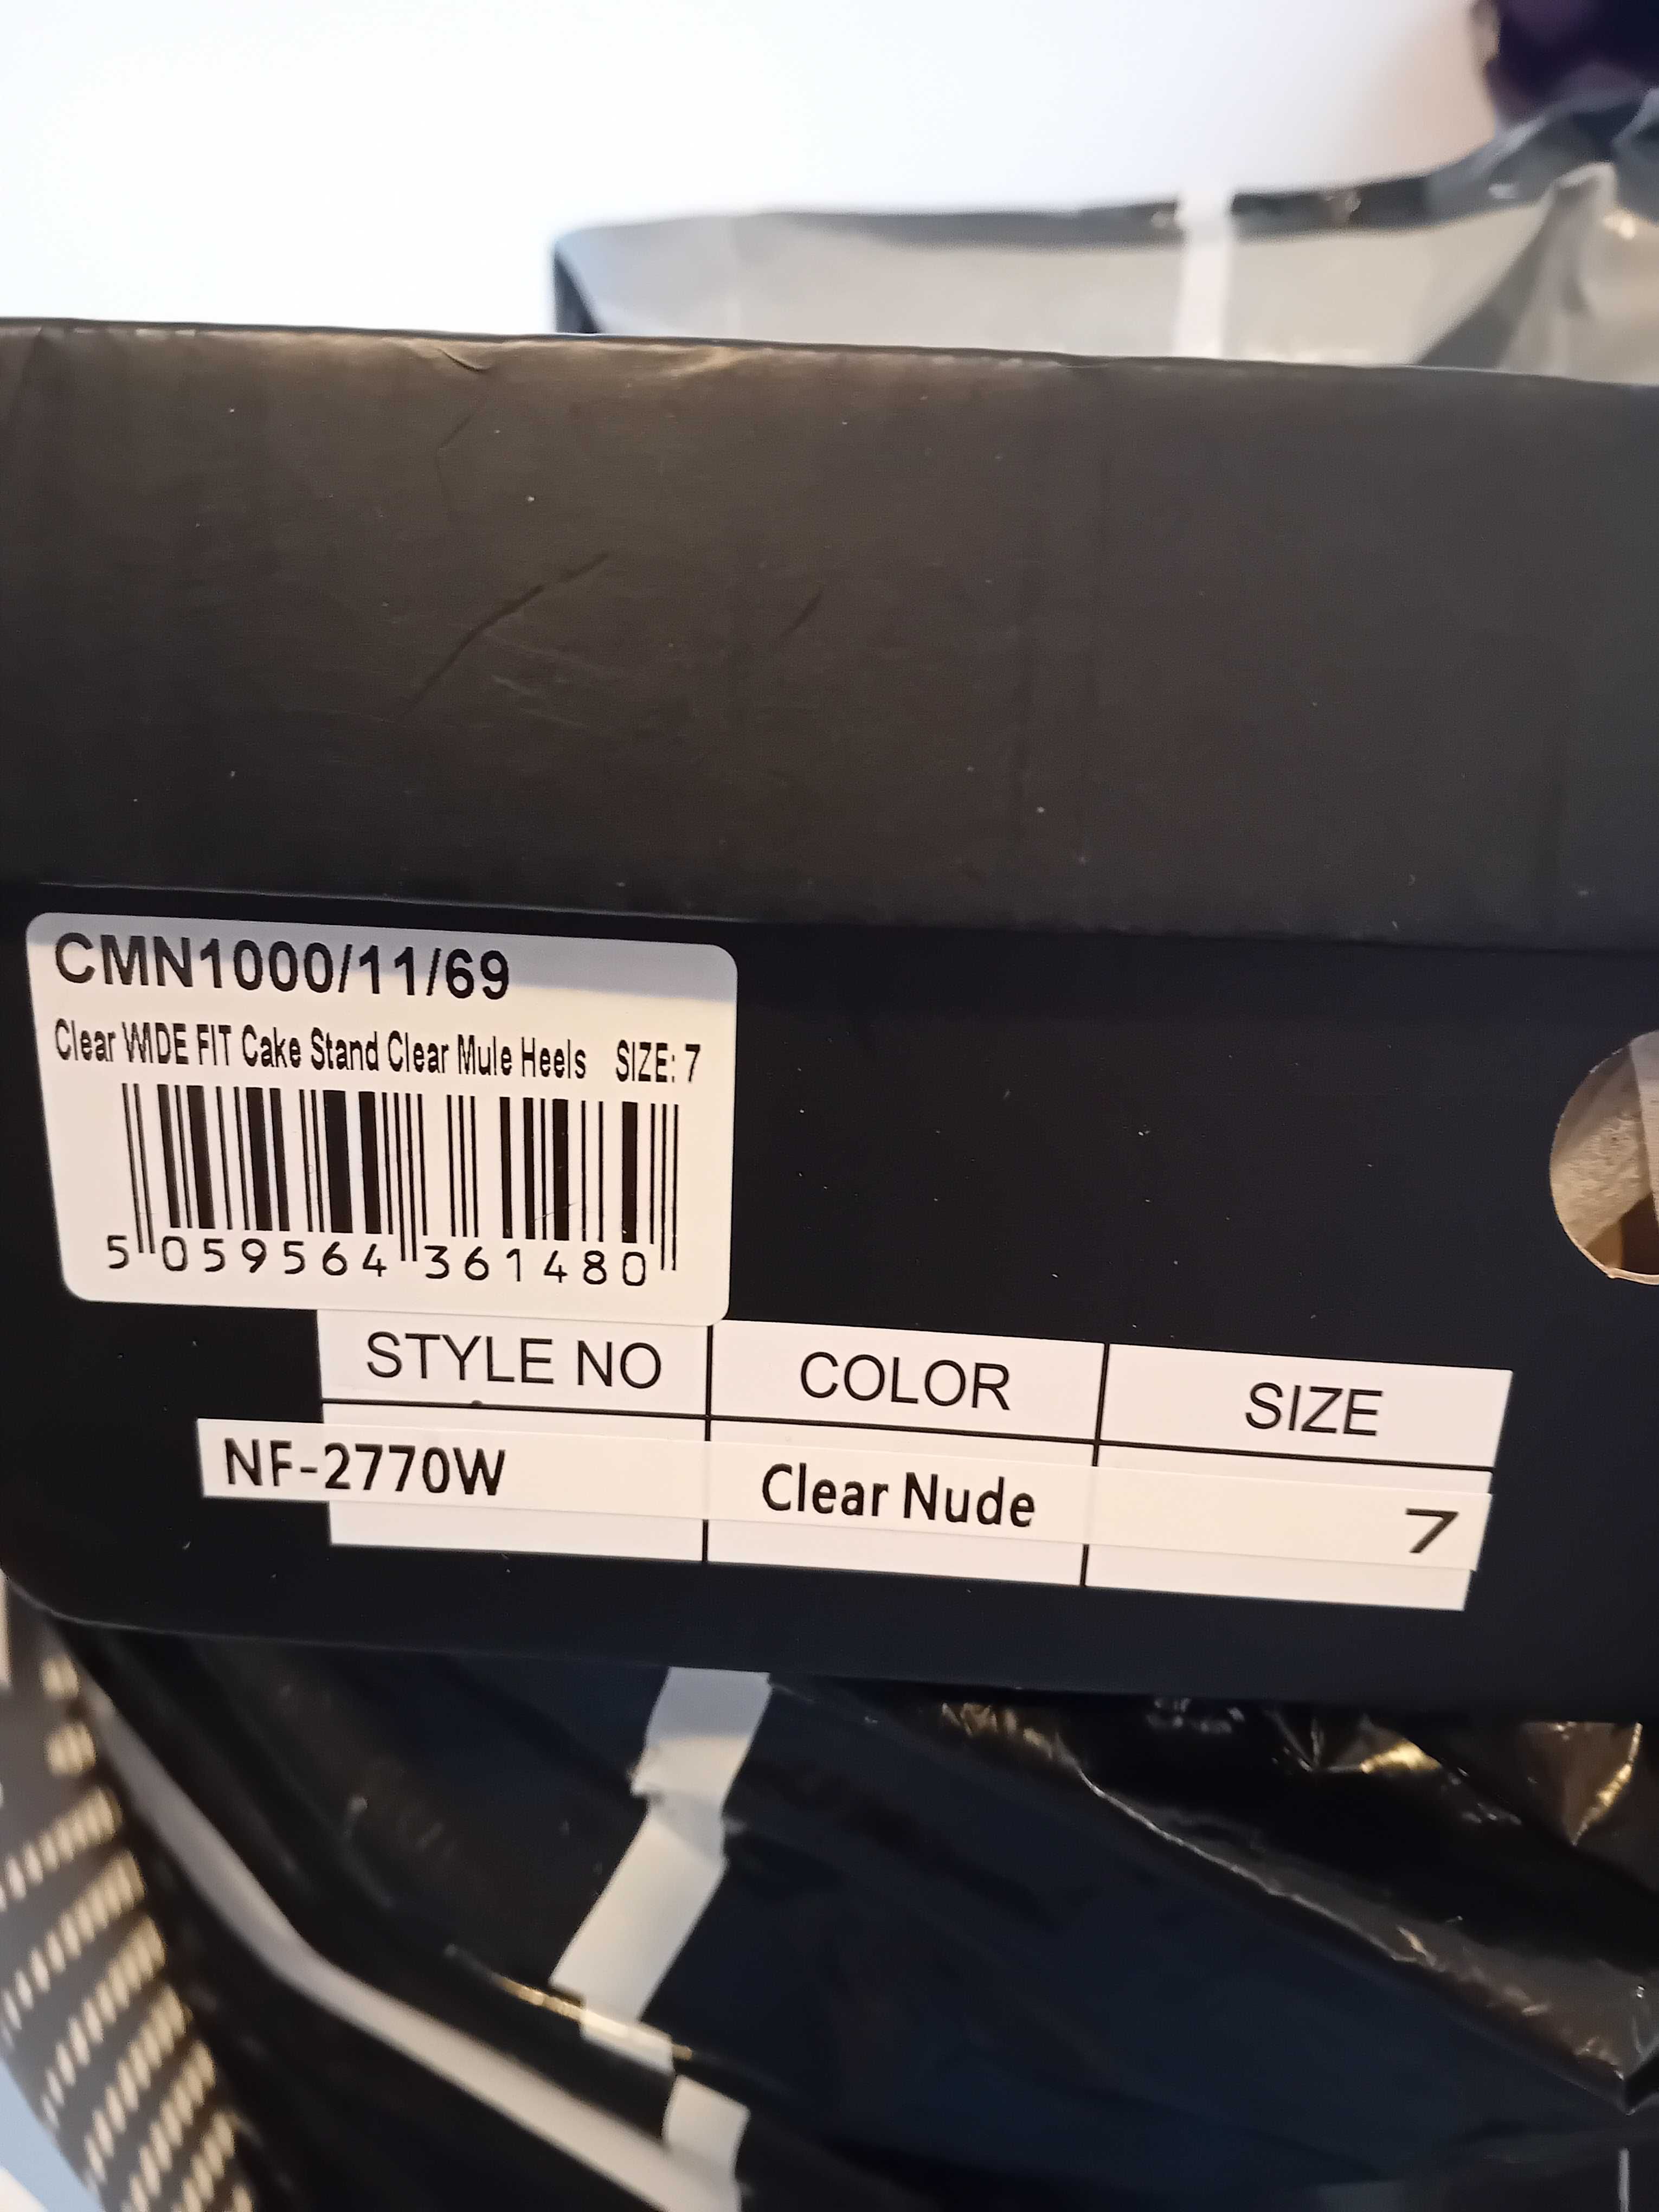 CMN1000/11/69
Clear WIDE FIT Cake Stand Clear Mule Heels SIZE: 7
5 059564 361480
STYLE NO COLOR SIZE
NF-2770W Clear Nude 7